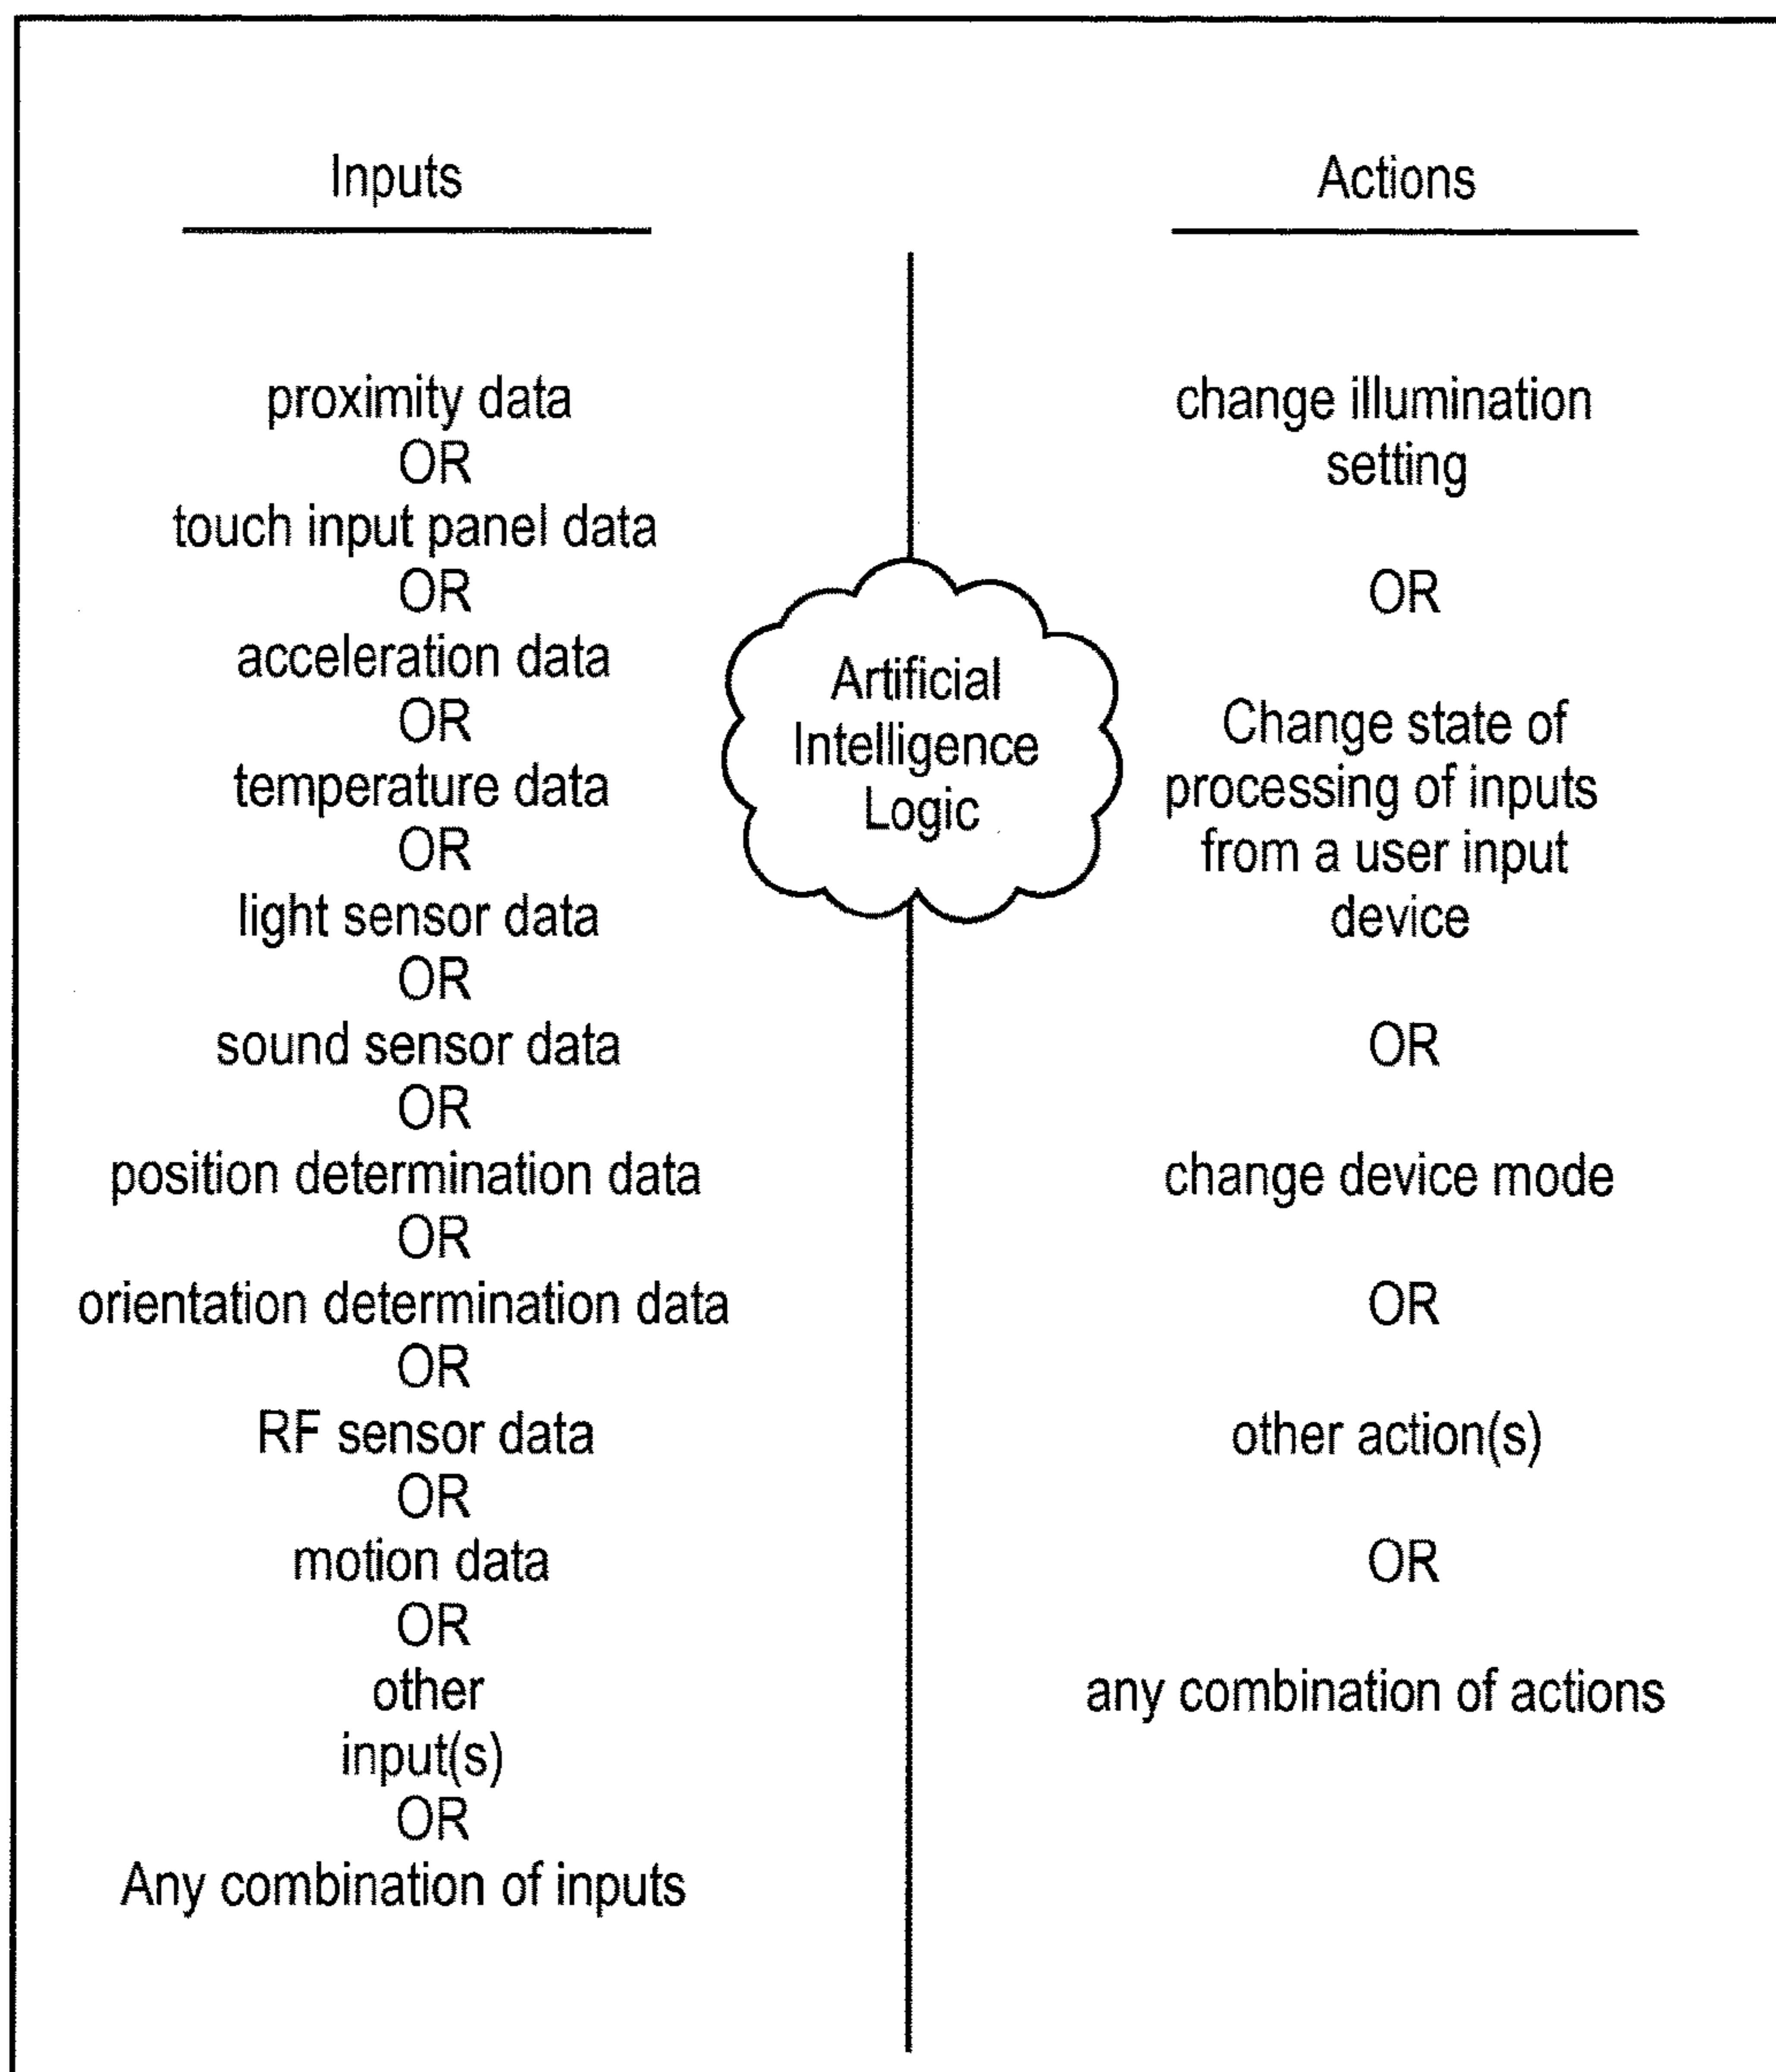 Inputs
proximity data
OR
touch input panel data
OR
acceleration data
OR
temperature data
OR
light sensor data
OR
sound sensor data
OR
position determination data
OR
orientation determination data
OR
RF sensor data
OR
motion data
OR
other
input(s)
OR
Any combination of inputs
Artificial
Intelligence
Logic
Actions
change illumination
setting
OR
Change state of
processing of inputs
from a user input
device
OR
change device mode
OR
other action(s)
OR
any combination of actions